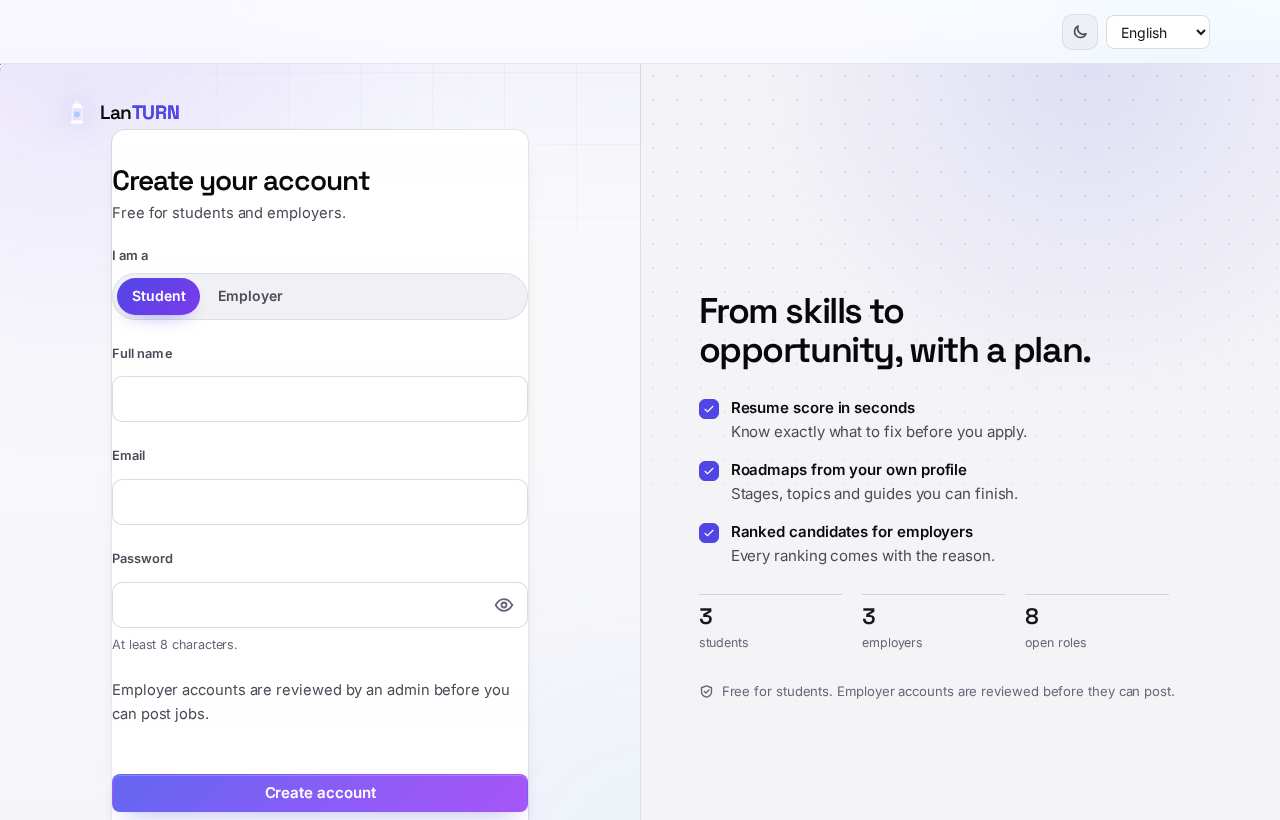 English
LanTURN
Create your account
Free for students and employers.
I am a
Student
Employer
Full name
Email
Password
At least 8 characters.
Employer accounts are reviewed by an admin before you
can post jobs.
Create account
From skills to
opportunity, with a plan.
Resume score in seconds
Know exactly what to fix before you apply.
Roadmaps from your own profile
Stages, topics and guides you can finish.
Ranked candidates for employers
Every ranking comes with the reason.
3
students
3
employers
8
open roles
Free for students. Employer accounts are reviewed before they can post.